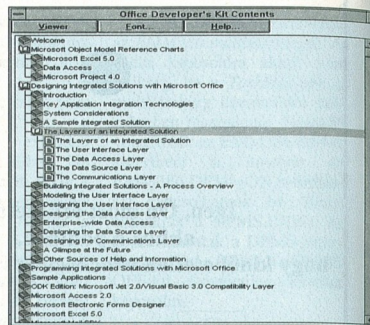 Office Developer's Kit Contents
Viewer Font... Help...
Welcome
Microsoft Object Model Reference Charts
Microsoft Excel 5.0
Data Access
Microsoft Project 4.0
Designing Integrated Solutions with Microsoft Office
Introduction
Key Application Integration Technologies
System Considerations
A Sample Integrated Solution
The Layers of an Integrated Solution
The Layers of an Integrated Solution
The User Interface Layer
The Data Access Layer
The Data Source Layer
The Communications Layer
Building Integrated Solutions - A Process Overview
Modeling the User Interface Layer
Designing the User Interface Layer
Designing the Data Access Layer
Enterprise-wide Data Access
Designing the Data Source Layer
Designing the Communications Layer
A Glimpse at the Future
Other Sources of Help and Information
Programming Integrated Solutions with Microsoft Office
Sample Applications
ODK Edition: Microsoft Jet 2.0/Visual Basic 3.0 Compatibility Layer
Microsoft Access 2.0
Microsoft Electronic Forms Designer
Microsoft Excel 5.0